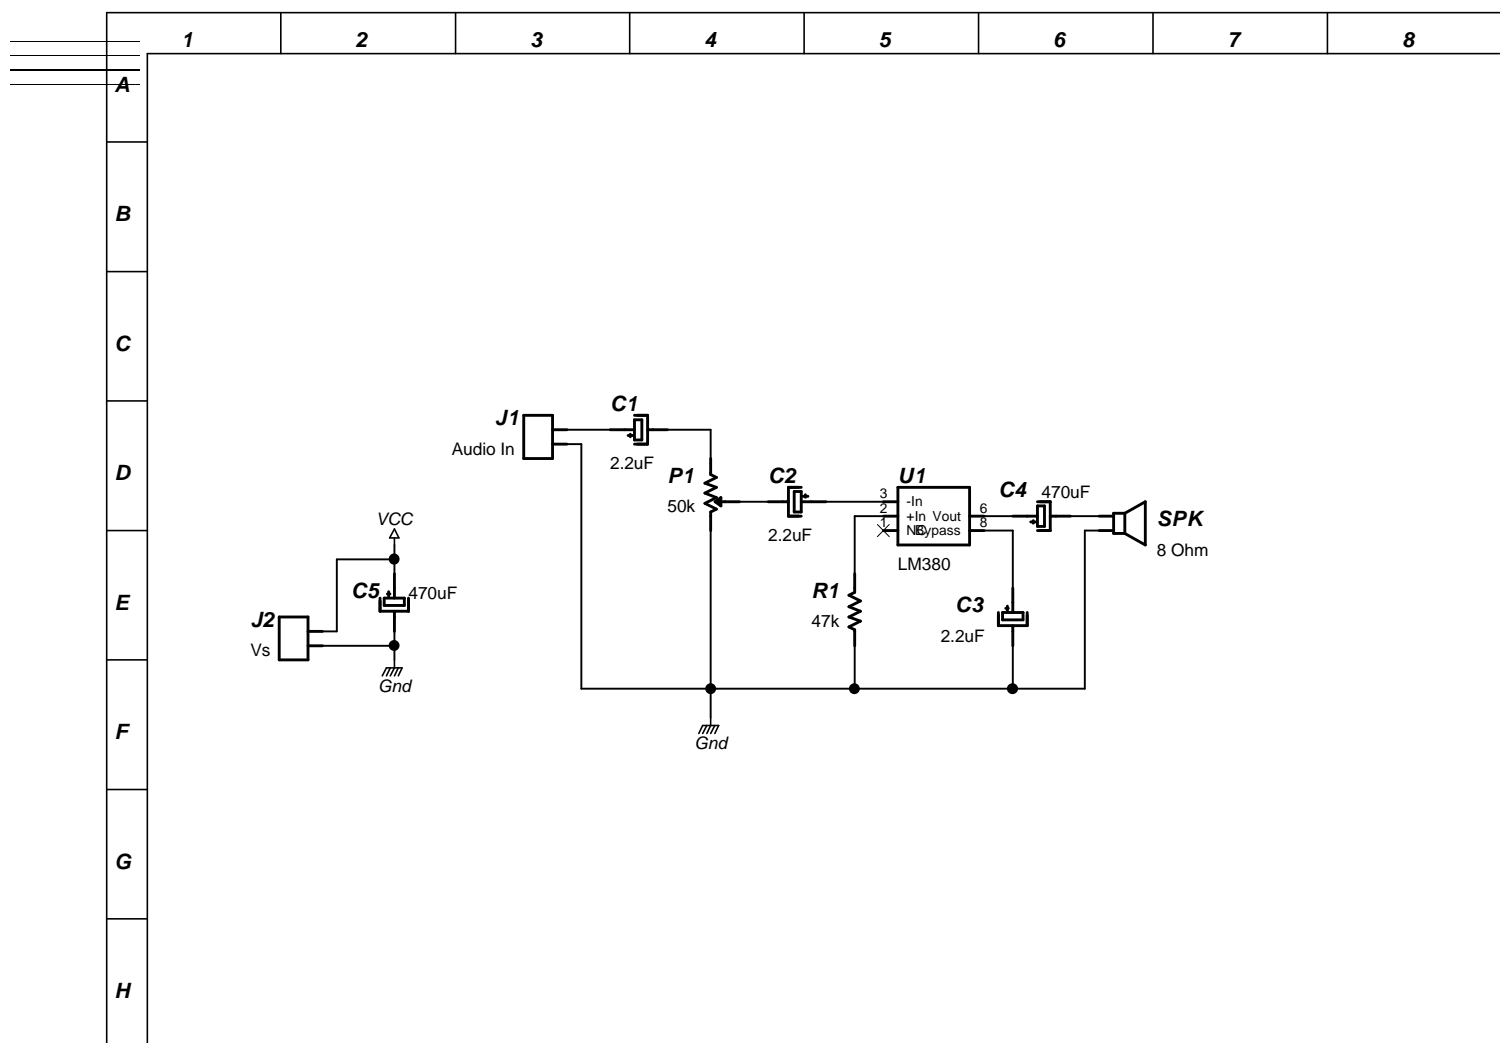 1 2 3 4 5 6 7 8
A
B
C
D
E
F
G
H
J1
Audio In
C1
2.2uF
P1
50k
C2
2.2uF
U1
3
2
1
-In
+In Vout
NC Bypass
6
8
LM380
C4
470uF
SPK
8 Ohm
VCC
C5 470uF
J2
Vs
Gnd
R1
47k
C3
2.2uF
Gnd